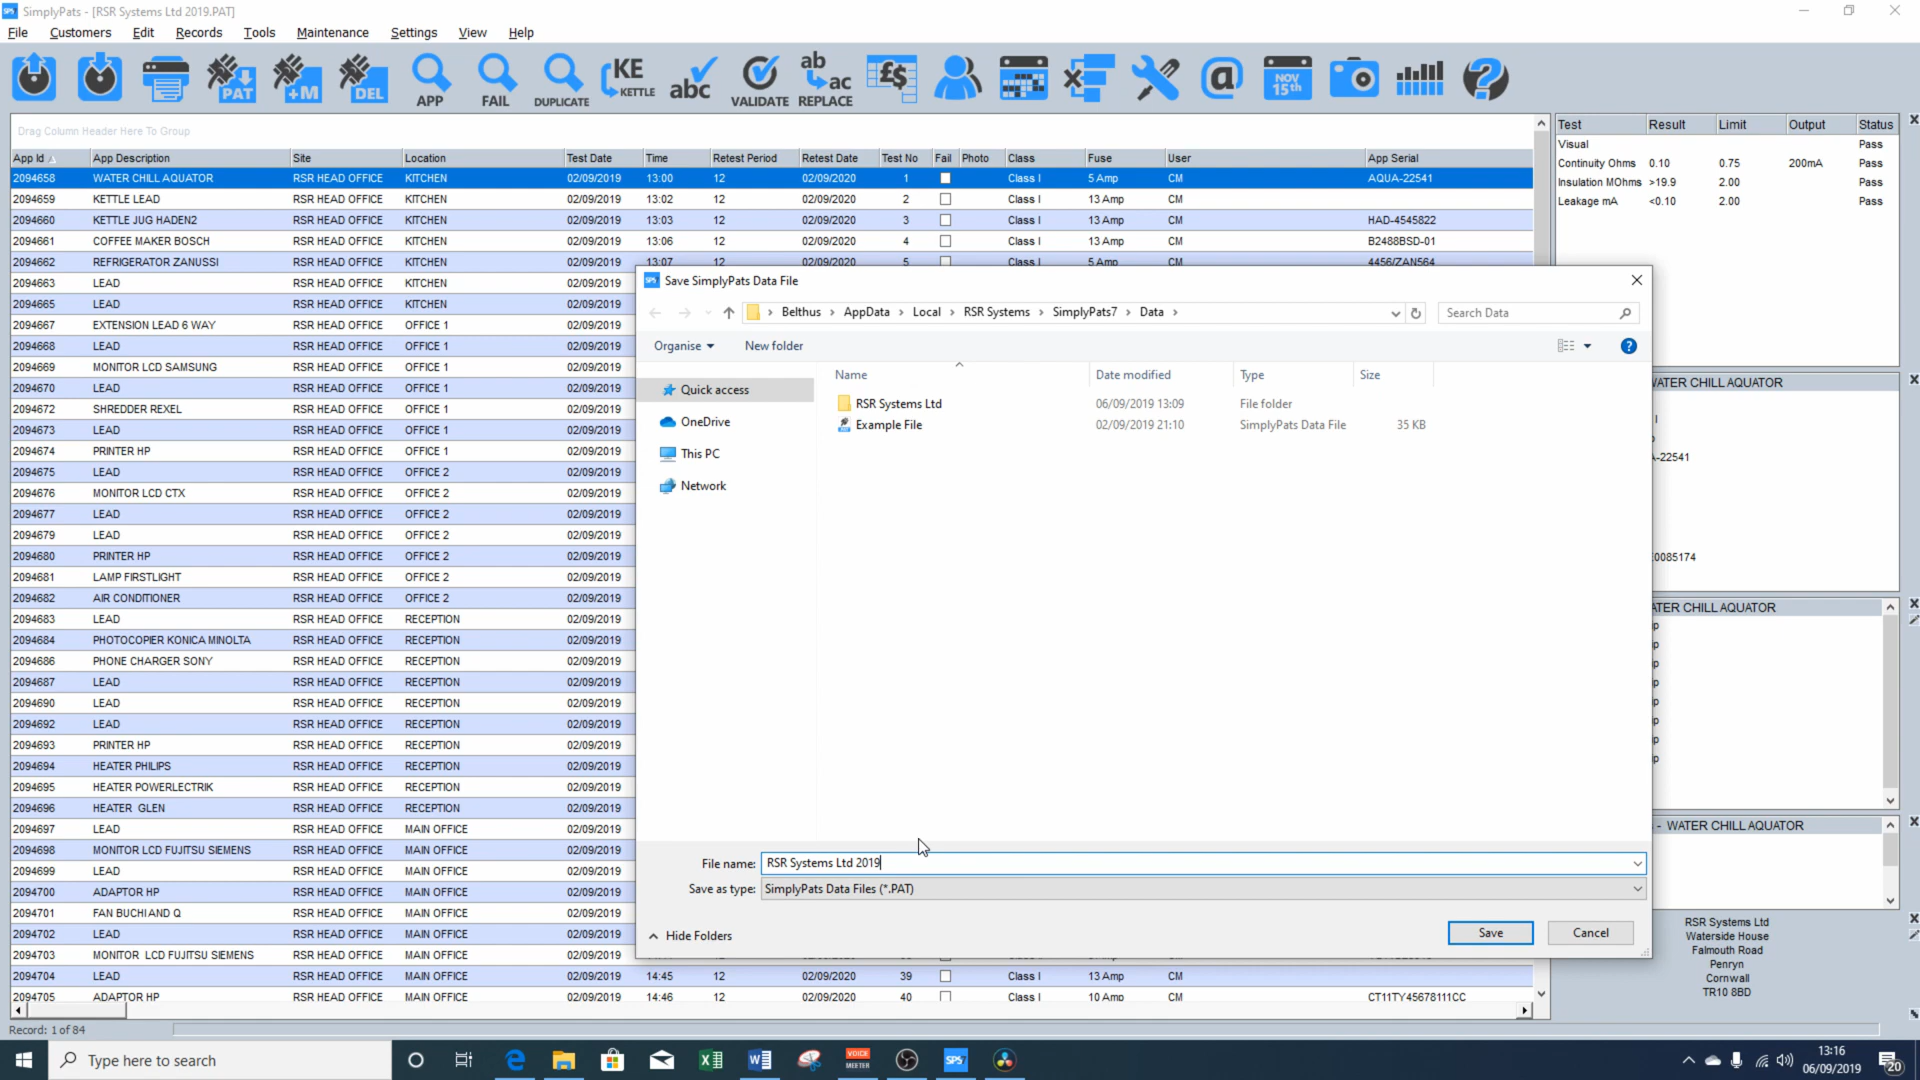 SimplyPats - [RSR Systems Ltd 2019.PAT]
File Customers Edit Records Tools Maintenance Settings View Help
PAT +M DEL APP FAIL DUPLICATE KE KETTLE abc VALIDATE ab ac REPLACE £$ @ NOV 15th ?
Drag Column Header Here To Group
App Id App Description Site Location Test Date Time Retest Period Retest Date Test No Fail Photo Class Fuse User App Serial
2094658 WATER CHILL AQUATOR RSR HEAD OFFICE KITCHEN 02/09/2019 13:00 12 02/09/2020 1 Class I 5 Amp CM AQUA-22541
2094659 KETTLE LEAD RSR HEAD OFFICE KITCHEN 02/09/2019 13:02 12 02/09/2020 2 Class I 13 Amp CM
2094660 KETTLE JUG HADEN2 RSR HEAD OFFICE KITCHEN 02/09/2019 13:03 12 02/09/2020 3 Class I 13 Amp CM HAD-4545822
2094661 COFFEE MAKER BOSCH RSR HEAD OFFICE KITCHEN 02/09/2019 13:06 12 02/09/2020 4 Class I 13 Amp CM B2488BSD-01
2094662 REFRIGERATOR ZANUSSI RSR HEAD OFFICE KITCHEN 02/09/2019 13:07 12 02/09/2020 5 Class I 5 Amp CM 4456/ZAN564
2094663 LEAD RSR HEAD OFFICE KITCHEN 02/09/2019
2094665 LEAD RSR HEAD OFFICE KITCHEN 02/09/2019
2094667 EXTENSION LEAD 6 WAY RSR HEAD OFFICE OFFICE 1 02/09/2019
2094668 LEAD RSR HEAD OFFICE OFFICE 1 02/09/2019
2094669 MONITOR LCD SAMSUNG RSR HEAD OFFICE OFFICE 1 02/09/2019
2094670 LEAD RSR HEAD OFFICE OFFICE 1 02/09/2019
2094672 SHREDDER REXEL RSR HEAD OFFICE OFFICE 1 02/09/2019
2094673 LEAD RSR HEAD OFFICE OFFICE 1 02/09/2019
2094674 PRINTER HP RSR HEAD OFFICE OFFICE 1 02/09/2019
2094675 LEAD RSR HEAD OFFICE OFFICE 2 02/09/2019
2094676 MONITOR LCD CTX RSR HEAD OFFICE OFFICE 2 02/09/2019
2094677 LEAD RSR HEAD OFFICE OFFICE 2 02/09/2019
2094679 LEAD RSR HEAD OFFICE OFFICE 2 02/09/2019
2094680 PRINTER HP RSR HEAD OFFICE OFFICE 2 02/09/2019
2094681 LAMP FIRSTLIGHT RSR HEAD OFFICE OFFICE 2 02/09/2019
2094682 AIR CONDITIONER RSR HEAD OFFICE OFFICE 2 02/09/2019
2094683 LEAD RSR HEAD OFFICE RECEPTION 02/09/2019
2094684 PHOTOCOPIER KONICA MINOLTA RSR HEAD OFFICE RECEPTION 02/09/2019
2094686 PHONE CHARGER SONY RSR HEAD OFFICE RECEPTION 02/09/2019
2094687 LEAD RSR HEAD OFFICE RECEPTION 02/09/2019
2094690 LEAD RSR HEAD OFFICE RECEPTION 02/09/2019
2094692 LEAD RSR HEAD OFFICE RECEPTION 02/09/2019
2094693 PRINTER HP RSR HEAD OFFICE RECEPTION 02/09/2019
2094694 HEATER PHILIPS RSR HEAD OFFICE RECEPTION 02/09/2019
2094695 HEATER POWERLECTRIK RSR HEAD OFFICE RECEPTION 02/09/2019
2094696 HEATER GLEN RSR HEAD OFFICE RECEPTION 02/09/2019
2094697 LEAD RSR HEAD OFFICE MAIN OFFICE 02/09/2019
2094698 MONITOR LCD FUJITSU SIEMENS RSR HEAD OFFICE MAIN OFFICE 02/09/2019
2094699 LEAD RSR HEAD OFFICE MAIN OFFICE 02/09/2019
2094700 ADAPTOR HP RSR HEAD OFFICE MAIN OFFICE 02/09/2019
2094701 FAN BUCHIAND Q RSR HEAD OFFICE MAIN OFFICE 02/09/2019
2094702 LEAD RSR HEAD OFFICE MAIN OFFICE 02/09/2019
2094703 MONITOR LCD FUJITSU SIEMENS RSR HEAD OFFICE MAIN OFFICE 02/09/2019
2094704 LEAD RSR HEAD OFFICE MAIN OFFICE 02/09/2019 14:45 12 02/09/2020 39 Class I 13 Amp CM
2094705 ADAPTOR HP RSR HEAD OFFICE MAIN OFFICE 02/09/2019 14:46 12 02/09/2020 40 Class I 10 Amp CM CT11TY45678111CC
Record: 1 of 84
Test Result Limit Output Status
Visual Pass
Continuity Ohms 0.10 0.75 200mA Pass
Insulation MOhms >19.9 2.00 Pass
Leakage mA <0.10 2.00 Pass
WATER CHILL AQUATOR
A-22541
0085174
ATER CHILL AQUATOR
- WATER CHILL AQUATOR
RSR Systems Ltd
Waterside House
Falmouth Road
Penryn
Cornwall
TR10 8BD
SP5 Save SimplyPats Data File
Belthus AppData Local RSR Systems SimplyPats7 Data
Search Data
Organise New folder
Name Date modified Type Size
RSR Systems Ltd 06/09/2019 13:09 File folder
Example File 02/09/2019 21:10 SimplyPats Data File 35 KB
Quick access
OneDrive
This PC
Network
File name: RSR Systems Ltd 2019
Save as type: SimplyPats Data Files (*.PAT)
Hide Folders Save Cancel
Type here to search
VOICE MEETER
13:16
06/09/2019
20